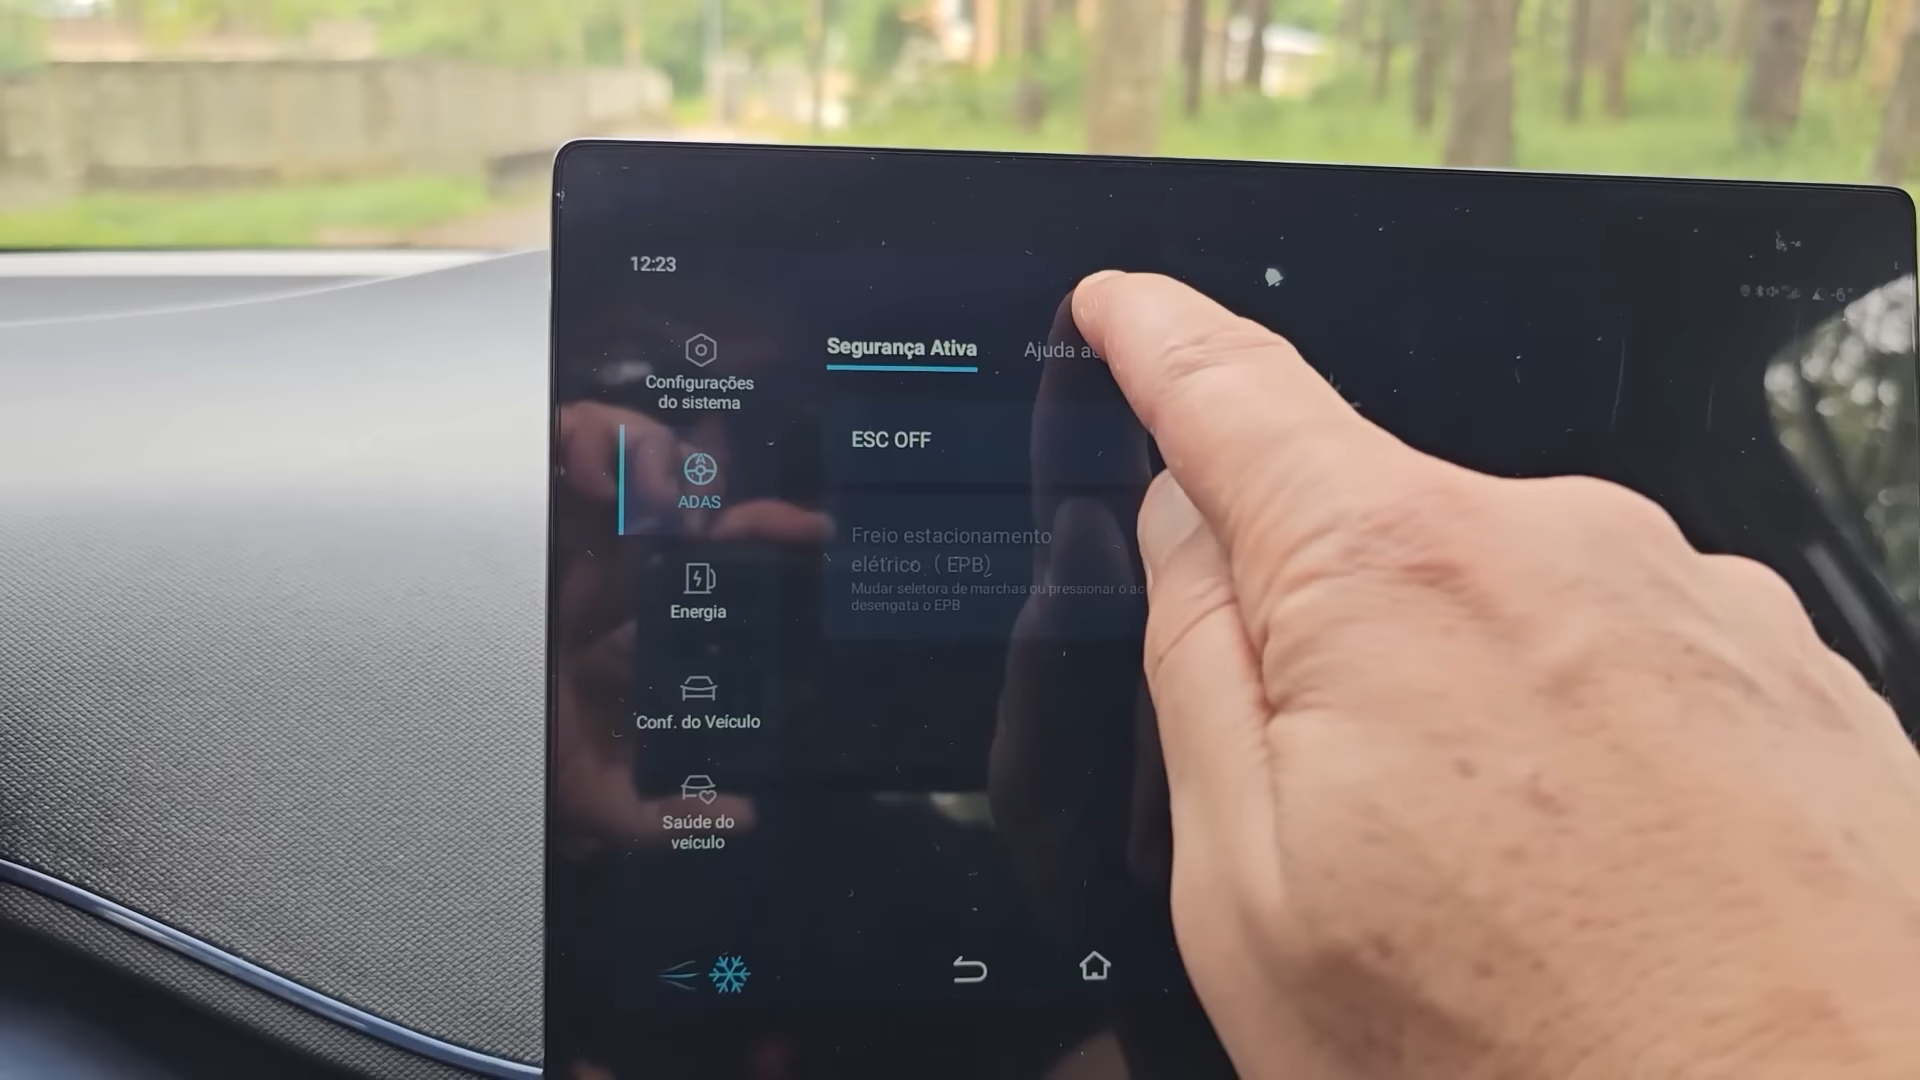 12:23
Configurações
do sistema
ADAS
Energia
Conf. do Veículo
Saúde do
veículo
Segurança Ativa
Ajuda
ESC OFF
Freio estacionamento
elétrico ( EPB)
Mudar seletora de marchas ou pressionar o
desengata o EPB